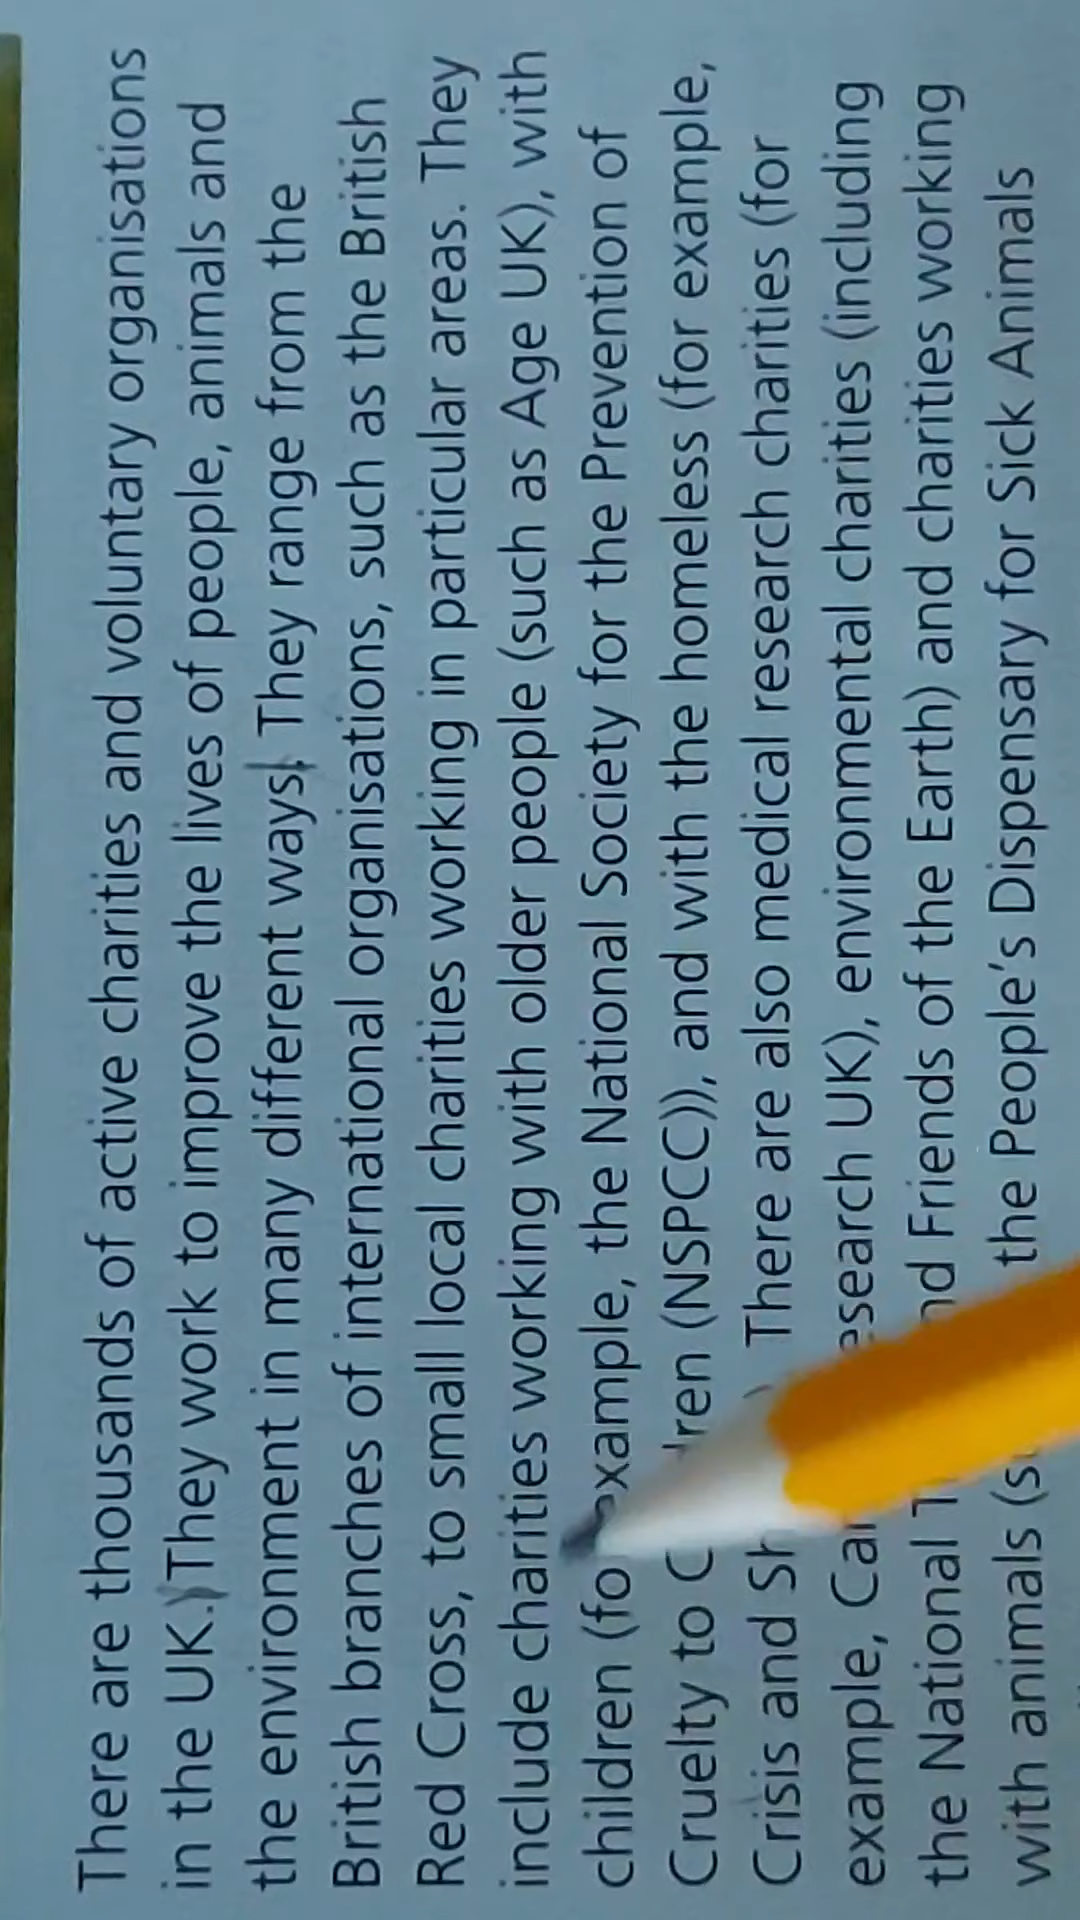 There are thousands of active charities and voluntary organisations
in the UK. They work to improve the lives of people, animals and
the environment in many different ways. They range from the
British branches of international organisations, such as the British
Red Cross, to small local charities working in particular areas. They
include charities working with older people (such as Age UK), with
children (for example, the National Society for the Prevention of
Cruelty to Children (NSPCC)), and with the homeless (for example,
Crisis and There are also medical research charities (for
example, Research UK), environmental charities (including
the National and Friends of the Earth) and charities working
with animals the People's Dispensary for Sick Animals